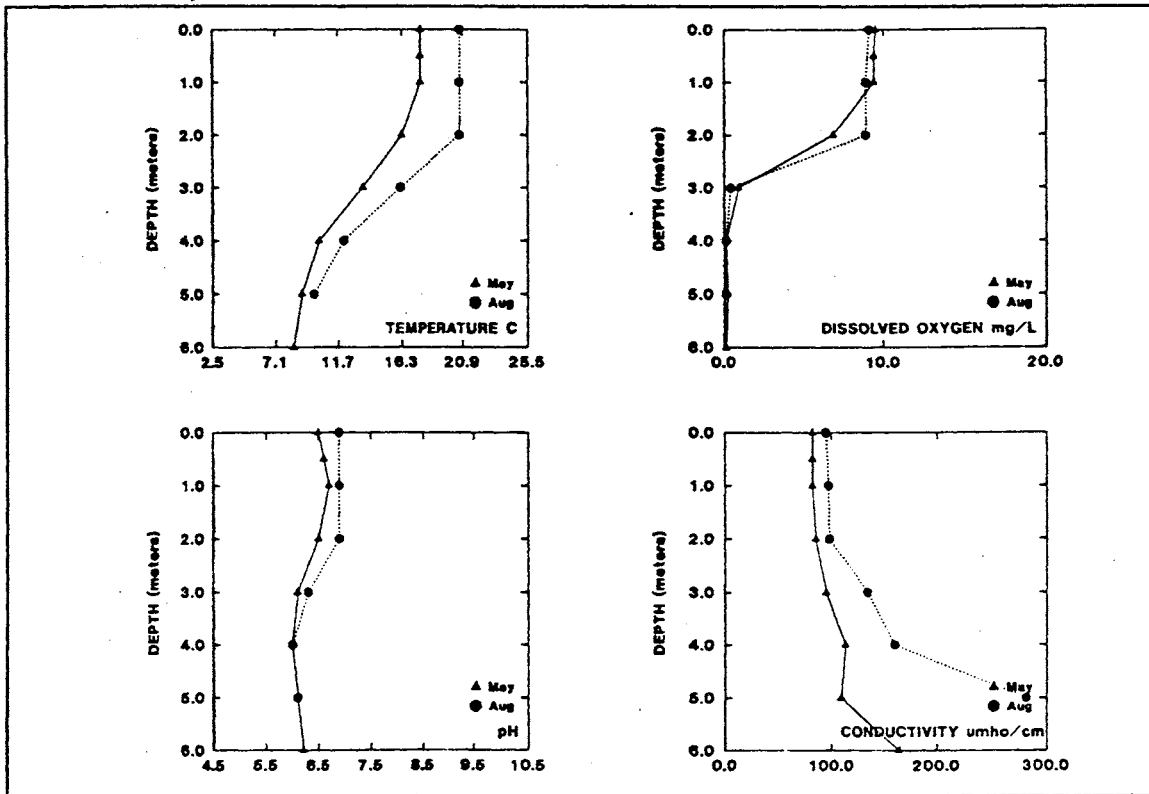 0.0
1.0
2.0
3.0
4.0
5.0
6.0
DEPTH (meters)
May
Aug
TEMPERATURE C
2.5 7.1 11.7 16.3 20.9 25.5
0.0
1.0
2.0
3.0
4.0
5.0
6.0
DEPTH (meters)
May
Aug
DISSOLVED OXYGEN mg/L
0.0 10.0 20.0
0.0
1.0
2.0
3.0
4.0
5.0
6.0
DEPTH (meters)
May
Aug
pH
4.5 5.5 6.5 7.5 8.5 9.5 10.5
0.0
1.0
2.0
3.0
4.0
5.0
6.0
DEPTH (meters)
May
Aug
CONDUCTIVITY umho/cm
0.0 100.0 200.0 300.0